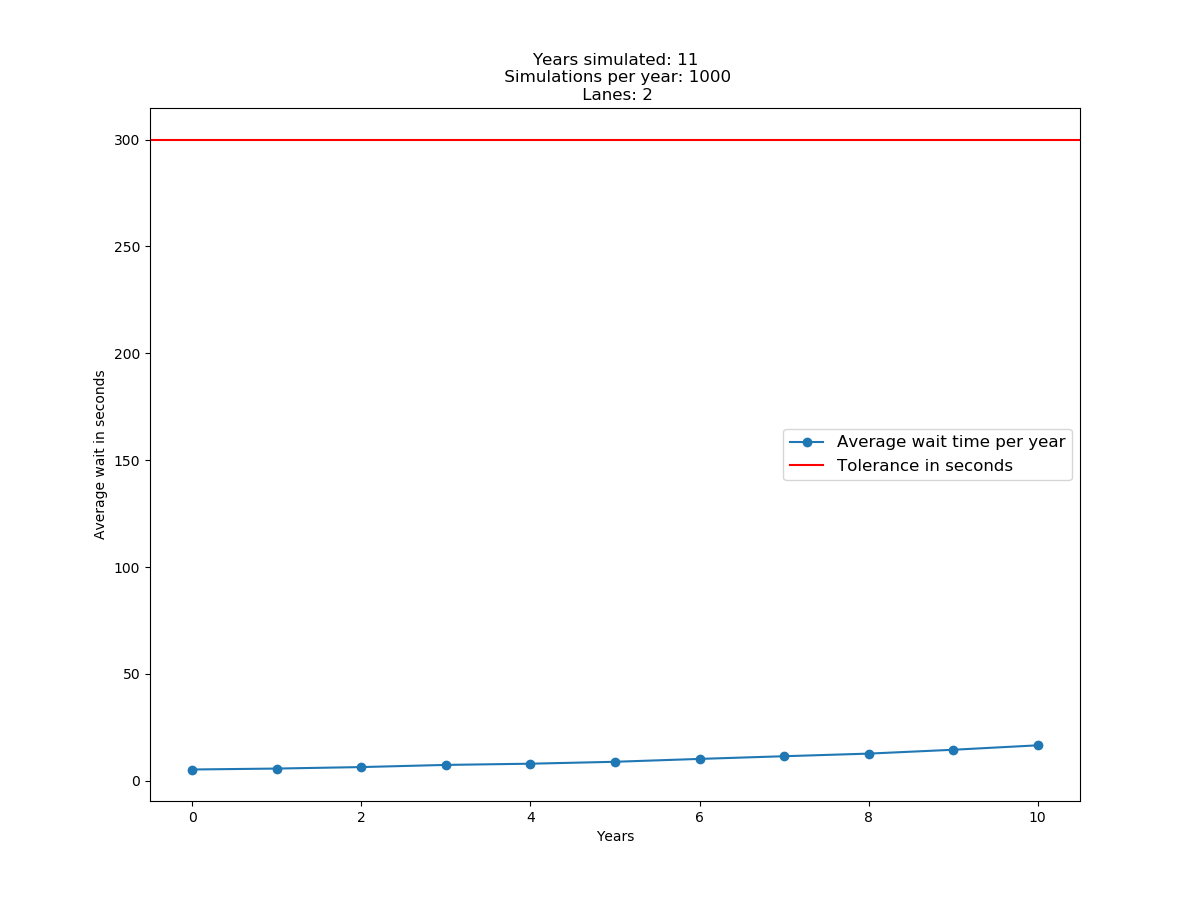 Years simulated: 11
Simulations per year: 1000
Lanes: 2
300
250
200
150
100
50
0
Average wait in seconds
Average wait time per year
Tolerance in seconds
0 2 4 6 8 10
Years